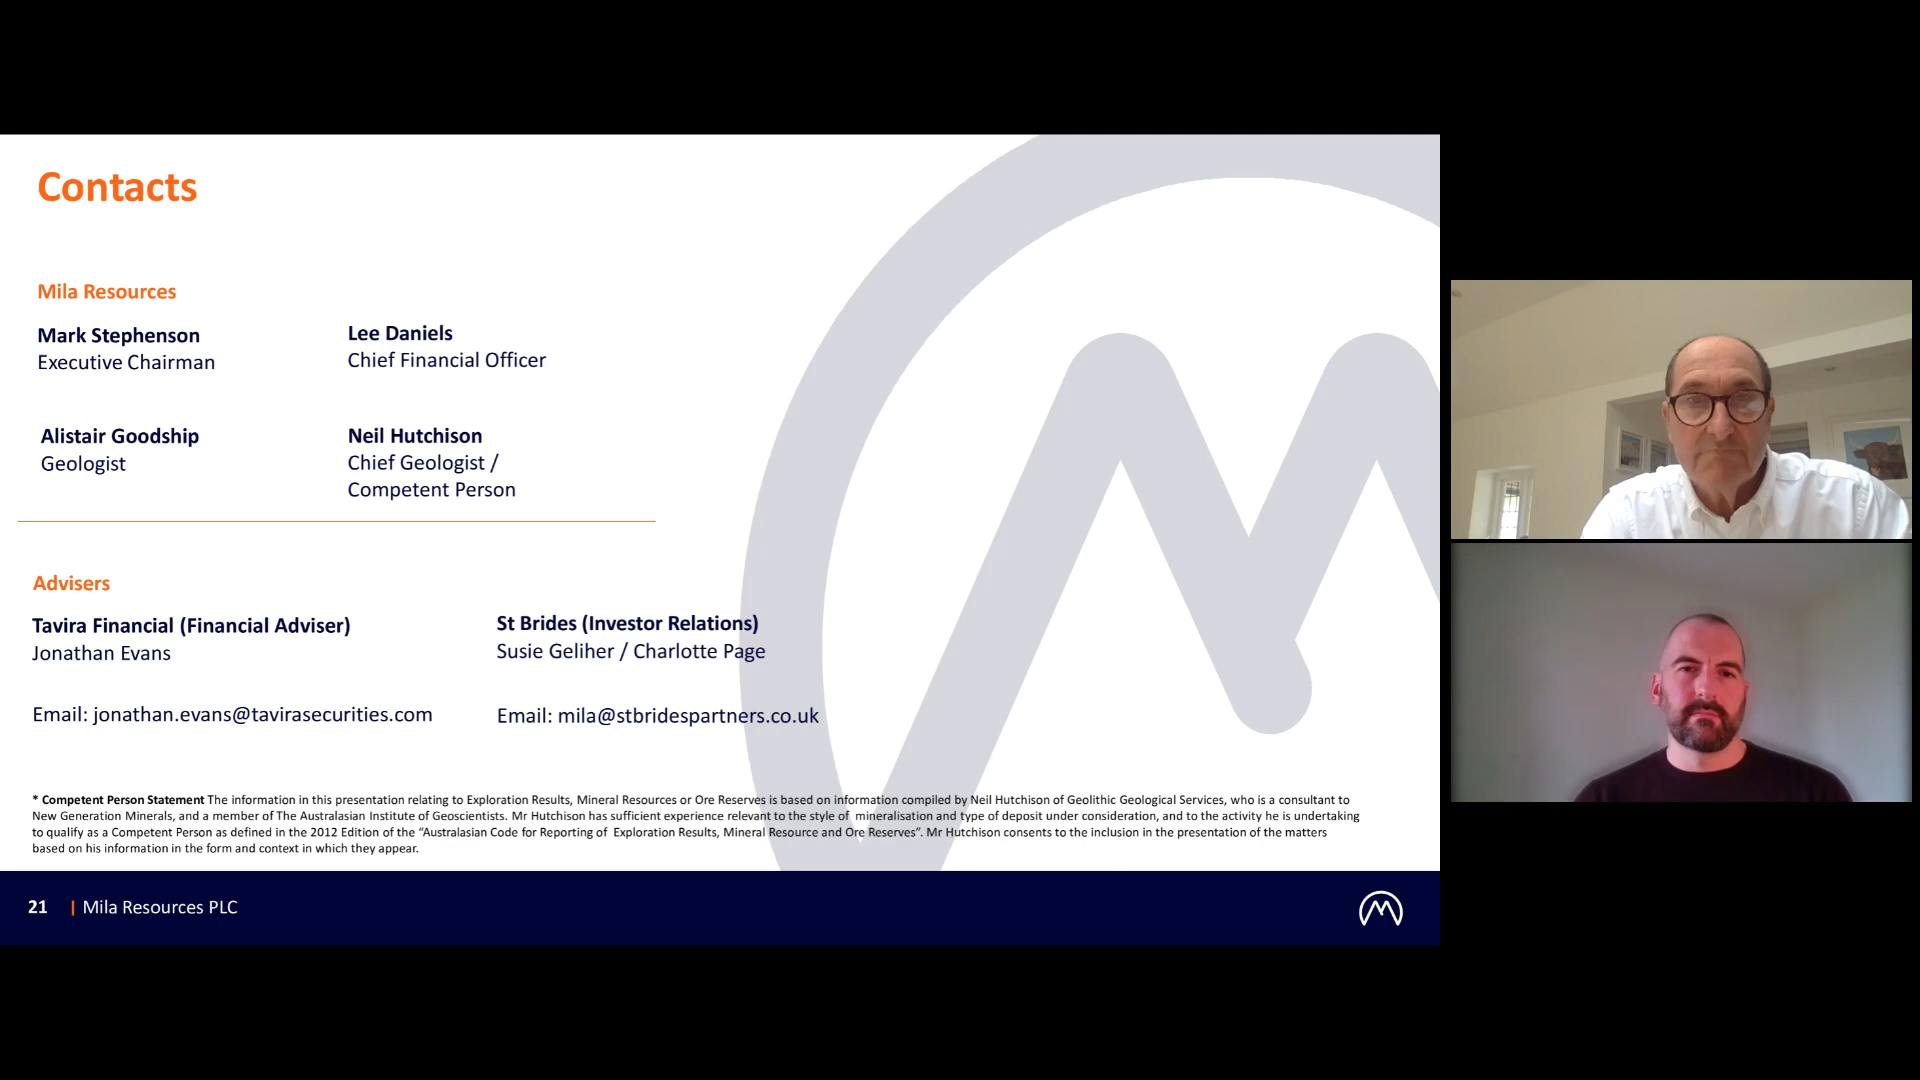 Contacts
Mila Resources
Mark Stephenson
Executive Chairman
Lee Daniels
Chief Financial Officer
Alistair Goodship
Geologist
Neil Hutchison
Chief Geologist /
Competent Person
Advisers
Tavira Financial (Financial Adviser)
Jonathan Evans
Email: jonathan.evans@tavirasecurities.com
St Brides (Investor Relations)
Susie Geliher / Charlotte Page
Email: mila@stbridespartners.co.uk
* Competent Person Statement The information in this presentation relating to Exploration Results, Mineral Resources or Ore Reserves is based on information compiled by Neil Hutchison of Geolithic Geological Services, who is a consultant to
New Generation Minerals, and a member of The Australasian Institute of Geoscientists. Mr Hutchison has sufficient experience relevant to the style of mineralisation and type of deposit under consideration, and to the activity he is undertaking
to qualify as a Competent Person as defined in the 2012 Edition of the “Australasian Code for Reporting of Exploration Results, Mineral Resource and Ore Reserves”. Mr Hutchison consents to the inclusion in the presentation of the matters
based on his information in the form and context in which they appear.
21 | Mila Resources PLC